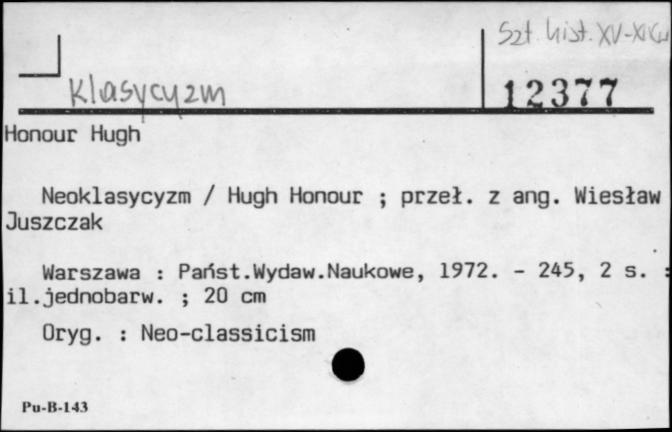 Szt. hist. XV-XIX w
Klasycyzm
12377
Honour Hugh
Neoklasycyzm / Hugh Honour ; przeł. z ang. Wiesław
Juszczak
Warszawa : Państ.Wydaw.Naukowe, 1972. - 245, 2 s. :
il.jednobarw. ; 20 cm
Oryg. : Neo-classicism
Pu-B-143